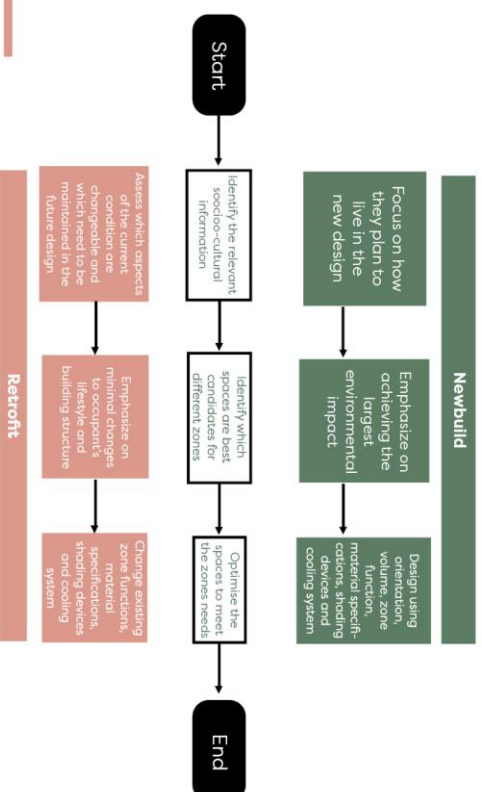 Newbuild
Focus on how
they plan to
live in the
new design
Emphasize on
achieving the
largest
environmental
impact
Design using
orientation,
volume, zone
function,
material specifi-
cations, shading
devices and
cooling system
Start
Identify the relevant
soocioo-cultural
information
Identify which
spaces are best
candidates for
different zones
Optimise the
spaces to meet
the zones needs
End
Assess which aspects
of the current
condition are
changeable and
which need to be
maintained in the
future design
Emphasize on
minimal changes
to occupant's
lifestyle and
building structure
Change existing
zone functions,
material
specifications,
shading devices
and cooling
system
Retrofit